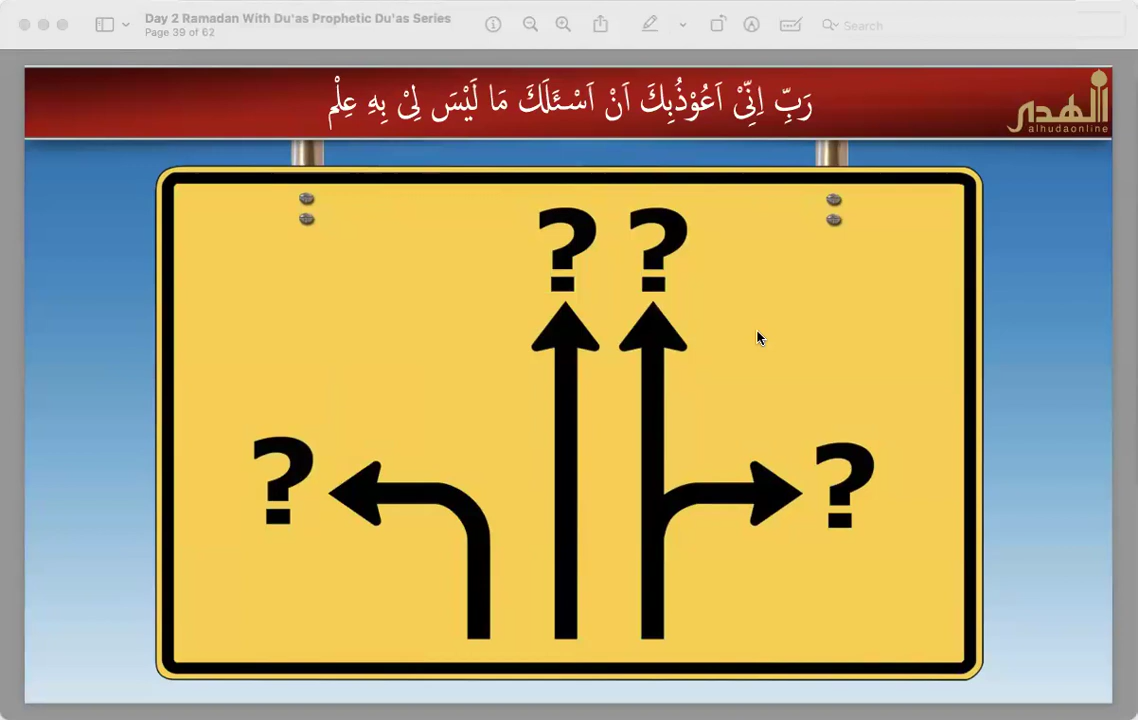 Day 2 Ramadan With Du'as Prophetic Du'as Series
Page 39 of 62
Search
رَبِّ اِنِّیْۤ اَعُوْذُبِكَ اَنْ اَسْـَٔلَكَ مَا لَیْسَ لِیْ بِهٖ عِلْم
الهدى
alhudaonline
? ?
? ?